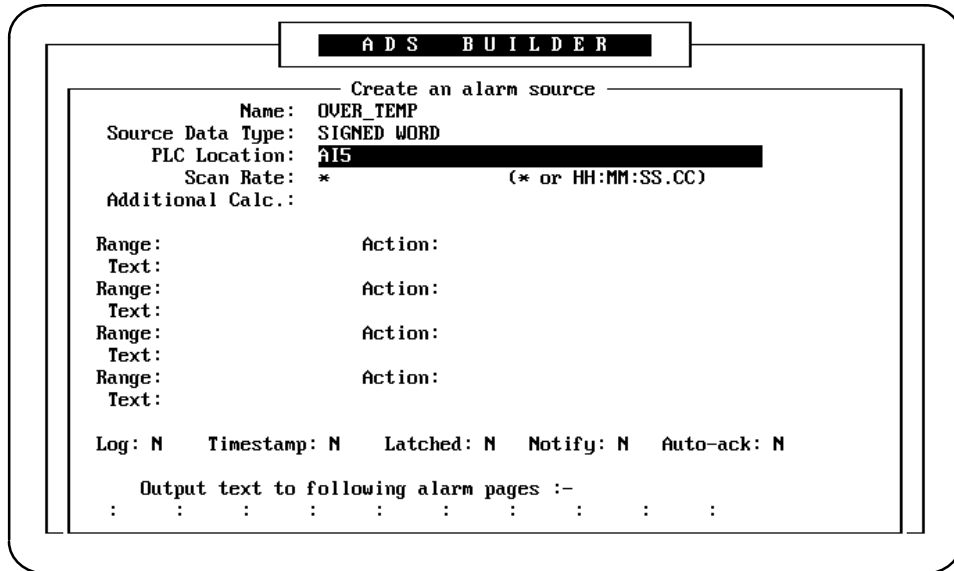 ADS BUILDER
Create an alarm source
Name: OVER_TEMP
Source Data Type: SIGNED WORD
PLC Location: AI5
Scan Rate: * (* or HH:MM:SS.CC)
Additional Calc.:
Range: Action:
Text:
Range: Action:
Text:
Range: Action:
Text:
Range: Action:
Text:
Log: N Timestamp: N Latched: N Notify: N Auto-ack: N
Output text to following alarm pages :-
: : : : : : : : : :